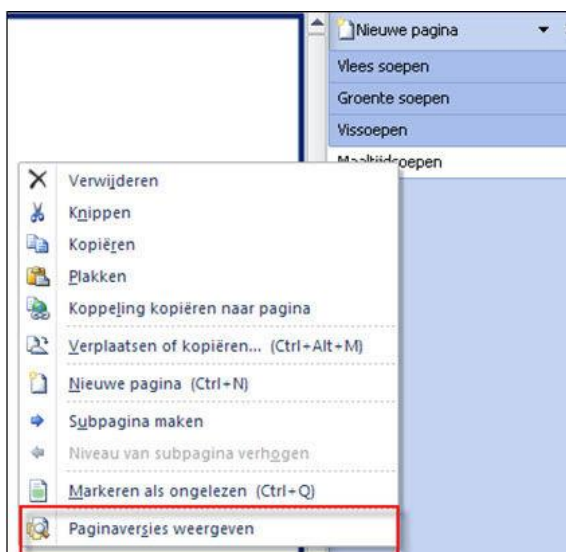 Nieuwe pagina
Vlees soepen
Groente soepen
Vissoepen
Maaltijdsoepen
Verwijderen
Knippen
Kopiëren
Plakken
Koppeling kopiëren naar pagina
Verplaatsen of kopiëren... (Ctrl+Alt+M)
Nieuwe pagina (Ctrl+N)
Subpagina maken
Niveau van subpagina verhogen
Markeren als ongelezen (Ctrl+Q)
Paginaversies weergeven